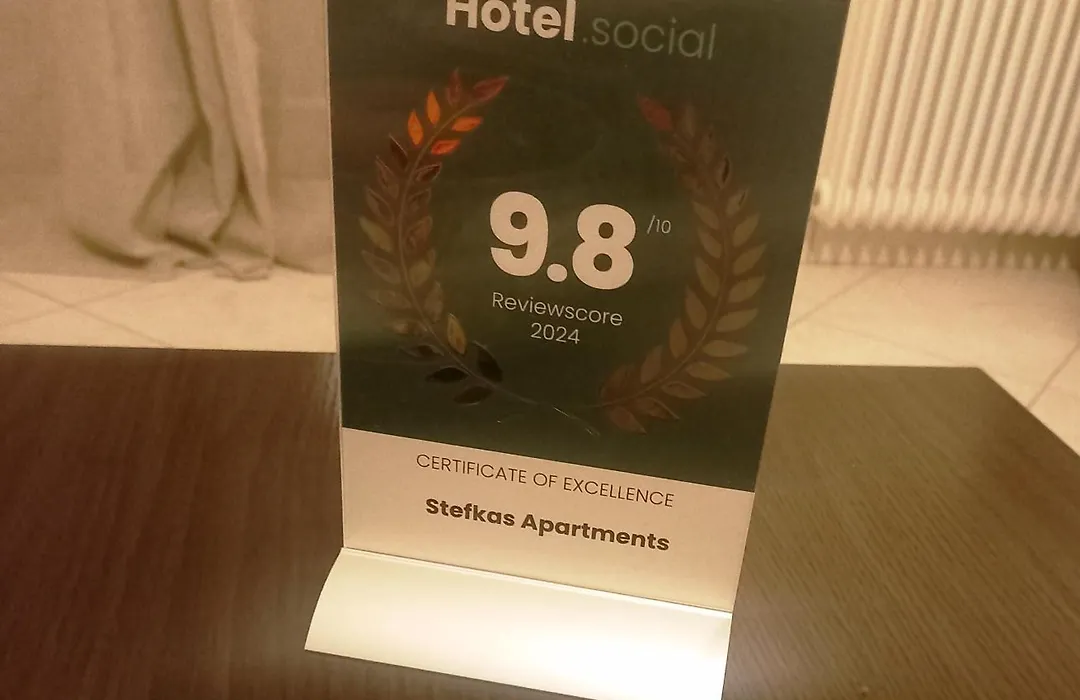 Hotel.social
9.8 /10
Reviewscore
2024
CERTIFICATE OF EXCELLENCE
Stefkas Apartments